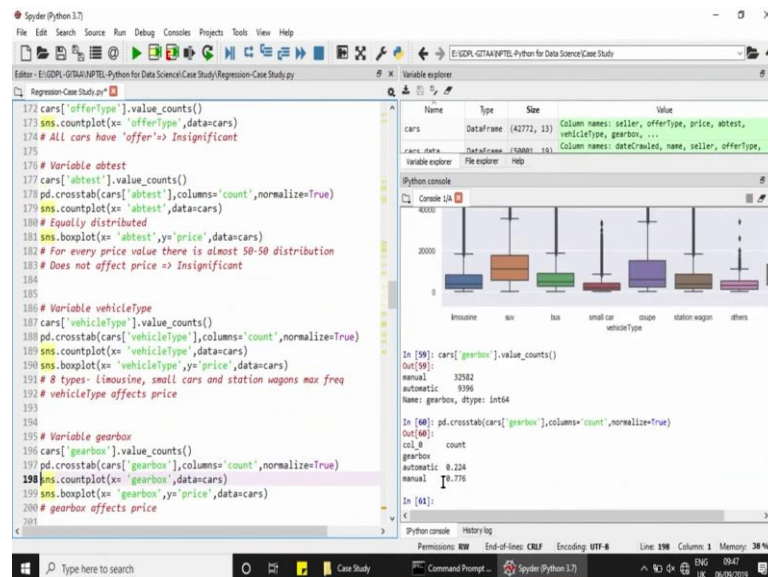 Spyder (Python 3.7)
File Edit Search Source Run Debug Consoles Projects Tools View Help
E:\GDPL-GITAA\NPTEL-Python for Data Science\Case Study
Editor - E:\GDPL-GITAA\NPTEL-Python for Data Science\Case Study\Regression-Case Study.py
Regression-Case Study.py*
172 cars['offerType'].value_counts()
173 sns.countplot(x= 'offerType',data=cars)
174 # All cars have 'offer'=> Insignificant
175
176 # Variable abtest
177 cars['abtest'].value_counts()
178 pd.crosstab(cars['abtest'],columns='count',normalize=True)
179 sns.countplot(x= 'abtest',data=cars)
180 # Equally distributed
181 sns.boxplot(x= 'abtest',y='price',data=cars)
182 # For every price value there is almost 50-50 distribution
183 # Does not affect price => Insignificant
184
185
186 # Variable vehicleType
187 cars['vehicleType'].value_counts()
188 pd.crosstab(cars['vehicleType'],columns='count',normalize=True)
189 sns.countplot(x= 'vehicleType',data=cars)
190 sns.boxplot(x= 'vehicleType',y='price',data=cars)
191 # 8 types- limousine, small cars and station wagons max freq
192 # vehicleType affects price
193
194
195 # Variable gearbox
196 cars['gearbox'].value_counts()
197 pd.crosstab(cars['gearbox'],columns='count',normalize=True)
198 sns.countplot(x= 'gearbox',data=cars)
199 sns.boxplot(x= 'gearbox',y='price',data=cars)
200 # gearbox affects price
201
Variable explorer
Name Type Size Value
cars DataFrame (42772, 13) Column names: seller, offerType, price, abtest,
vehicleType, gearbox, ...
cars_data DataFrame (50001, 19) Column names: dateCrawled, name, seller, offerType,
Variable explorer File explorer Help
IPython console
Console 1/A
40000
20000
0
limousine suv bus small car coupe station wagon others
vehicleType
In [59]: cars['gearbox'].value_counts()
Out[59]:
manual 32582
automatic 9396
Name: gearbox, dtype: int64
In [60]: pd.crosstab(cars['gearbox'],columns='count',normalize=True)
Out[60]:
col_0 count
gearbox
automatic 0.224
manual 0.776
In [61]:
IPython console History log
Permissions: RW End-of-lines: CRLF Encoding: UTF-8 Line: 198 Column: 1 Memory: 38 %
Type here to search Case Study Command Prompt ... Spyder (Python 3.7) ENG 09:47
UK 06/09/2019